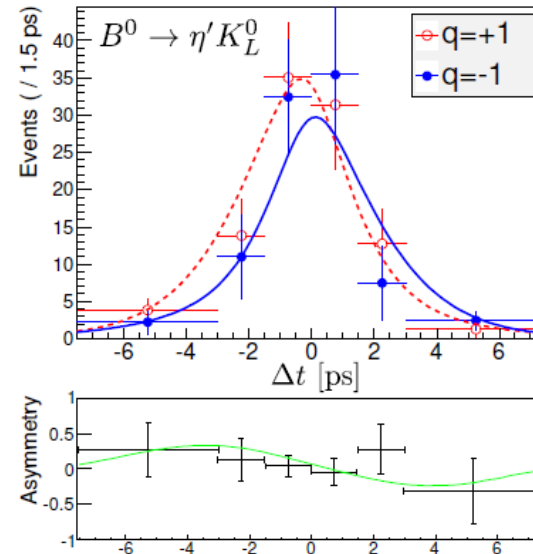 B⁰ → η′K⁰_L
q=+1
q=-1
Events ( / 1.5 ps)
40
35
30
25
20
15
10
5
0
-6 -4 -2 0 2 4 6
Δt [ps]
Asymmetry
1
0.5
0.0
-0.5
-1
-6 -4 -2 0 2 4 6